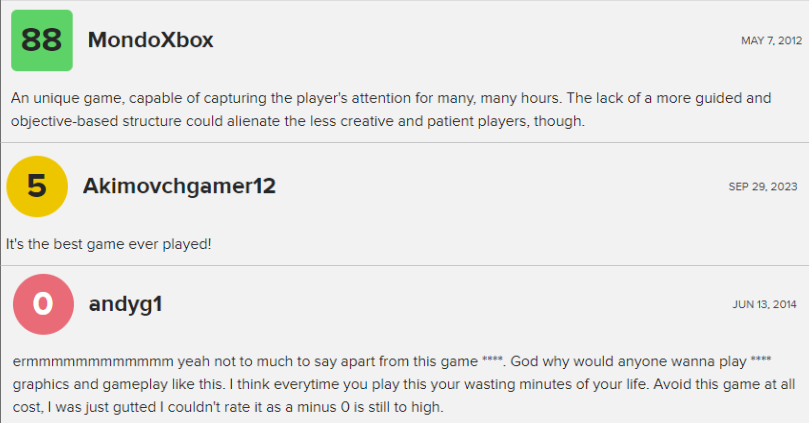 88 MondoXbox MAY 7, 2012
An unique game, capable of capturing the player's attention for many, many hours. The lack of a more guided and
objective-based structure could alienate the less creative and patient players, though.
5 Akimovchgamer12 SEP 29, 2023
It's the best game ever played!
0 andyg1 JUN 13, 2014
ermmmmmmmmmmmm yeah not to much to say apart from this game ****. God why would anyone wanna play ****
graphics and gameplay like this. I think everytime you play this your wasting minutes of your life. Avoid this game at all
cost, I was just gutted I couldn't rate it as a minus 0 is still to high.